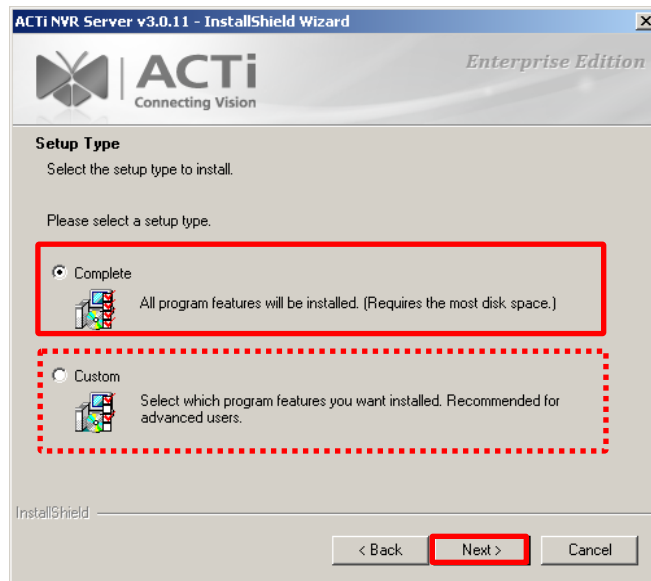 ACTi NVR Server v3.0.11 - InstallShield Wizard
Enterprise Edition
ACTi
Connecting Vision
Setup Type
Select the setup type to install.
Please select a setup type.
Complete
All program features will be installed. (Requires the most disk space.)
Custom
Select which program features you want installed. Recommended for
advanced users.
InstallShield
< Back Next > Cancel